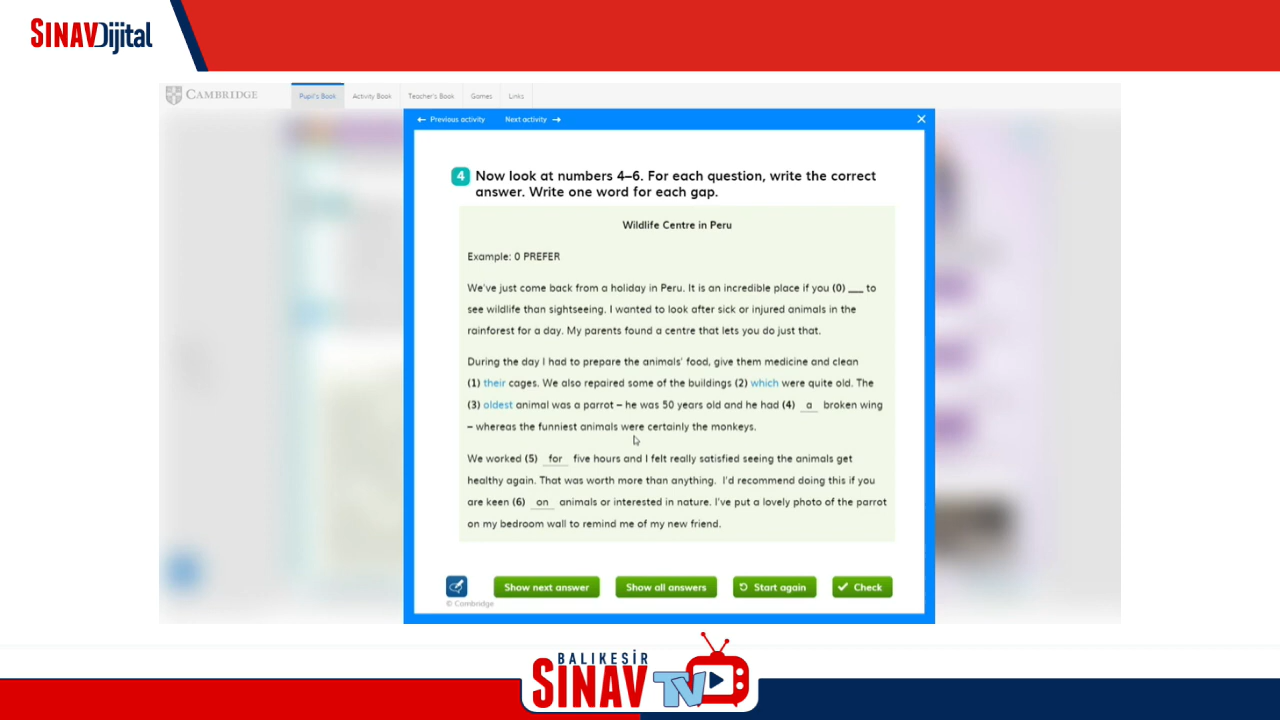 SINAVDijital
CAMBRIDGE
Pupil's Book Activity Book Teacher's Book Games Links
← Previous activity Next activity →
4 Now look at numbers 4–6. For each question, write the correct
answer. Write one word for each gap.
Wildlife Centre in Peru
Example: 0 PREFER
We've just come back from a holiday in Peru. It is an incredible place if you (0) ___ to
see wildlife than sightseeing. I wanted to look after sick or injured animals in the
rainforest for a day. My parents found a centre that lets you do just that.
During the day I had to prepare the animals' food, give them medicine and clean
(1) their cages. We also repaired some of the buildings (2) which were quite old. The
(3) oldest animal was a parrot – he was 50 years old and he had (4) a broken wing
– whereas the funniest animals were certainly the monkeys.
We worked (5) for five hours and I felt really satisfied seeing the animals get
healthy again. That was worth more than anything. I'd recommend doing this if you
are keen (6) on animals or interested in nature. I've put a lovely photo of the parrot
on my bedroom wall to remind me of my new friend.
Show next answer Show all answers Start again Check
© Cambridge
BALIKESİR
SINAV TV